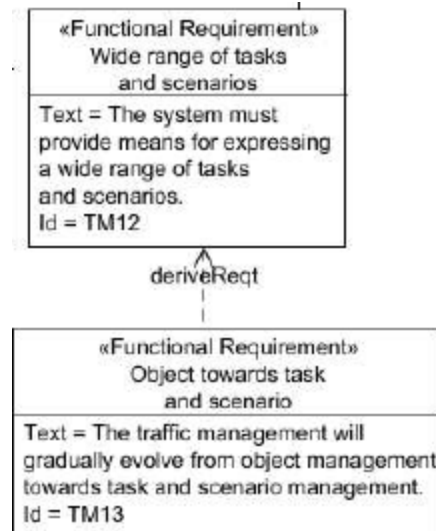 «Functional Requirement»
Wide range of tasks
and scenarios
Text = The system must
provide means for expressing
a wide range of tasks
and scenarios.
Id = TM12
deriveReqt
«Functional Requirement»
Object towards task
and scenario
Text = The traffic management will
gradually evolve from object management
towards task and scenario management.
Id = TM13